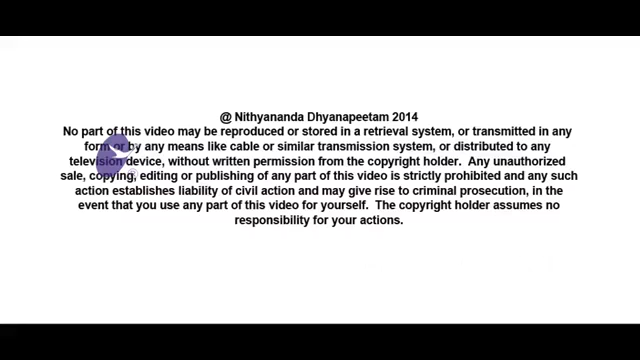 @ Nithyananda Dhyanapeetam 2014
No part of this video may be reproduced or stored in a retrieval system, or transmitted in any
form or by any means like cable or similar transmission system, or distributed to any
television device, without written permission from the copyright holder. Any unauthorized
sale, copying, editing or publishing of any part of this video is strictly prohibited and any such
action establishes liability of civil action and may give rise to criminal prosecution, in the
event that you use any part of this video for yourself. The copyright holder assumes no
responsibility for your actions.